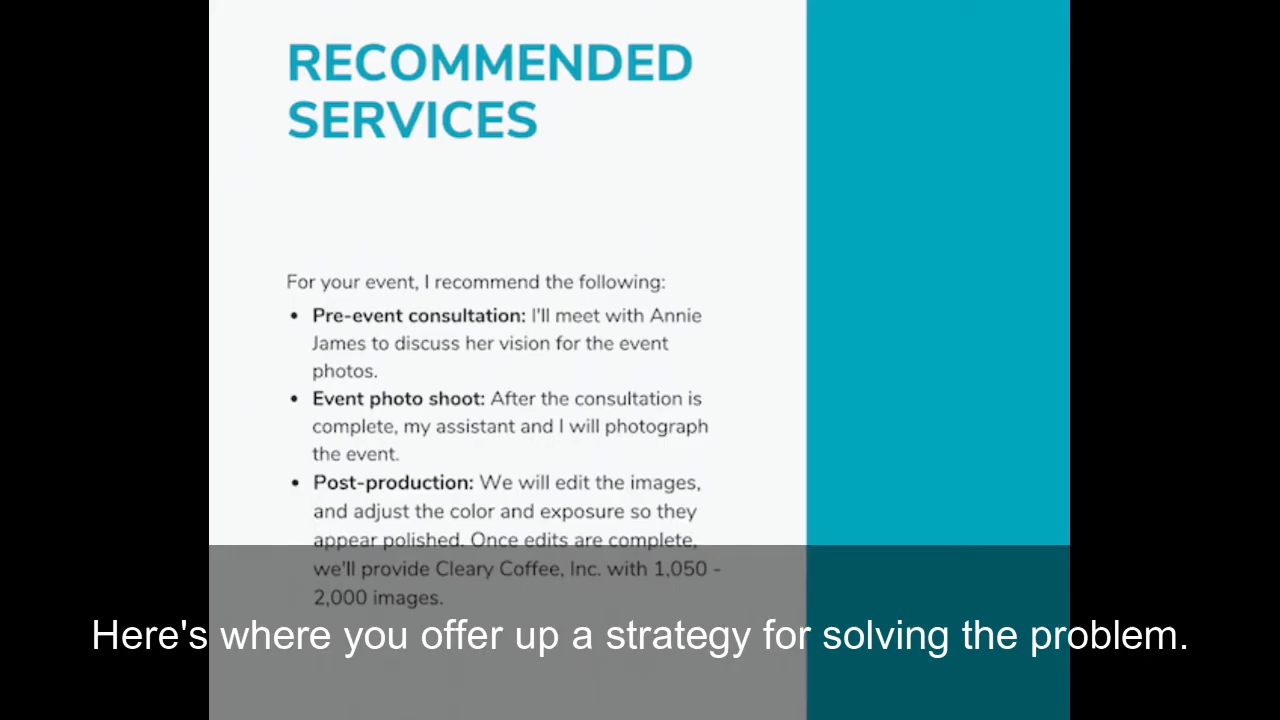 RECOMMENDED
SERVICES
For your event, I recommend the following:
• Pre-event consultation: I'll meet with Annie
James to discuss her vision for the event
photos.
• Event photo shoot: After the consultation is
complete, my assistant and I will photograph
the event.
• Post-production: We will edit the images,
and adjust the color and exposure so they
appear polished. Once edits are complete,
we'll provide Cleary Coffee, Inc. with 1,050 -
2,000 images.
Here's where you offer up a strategy for solving the problem.